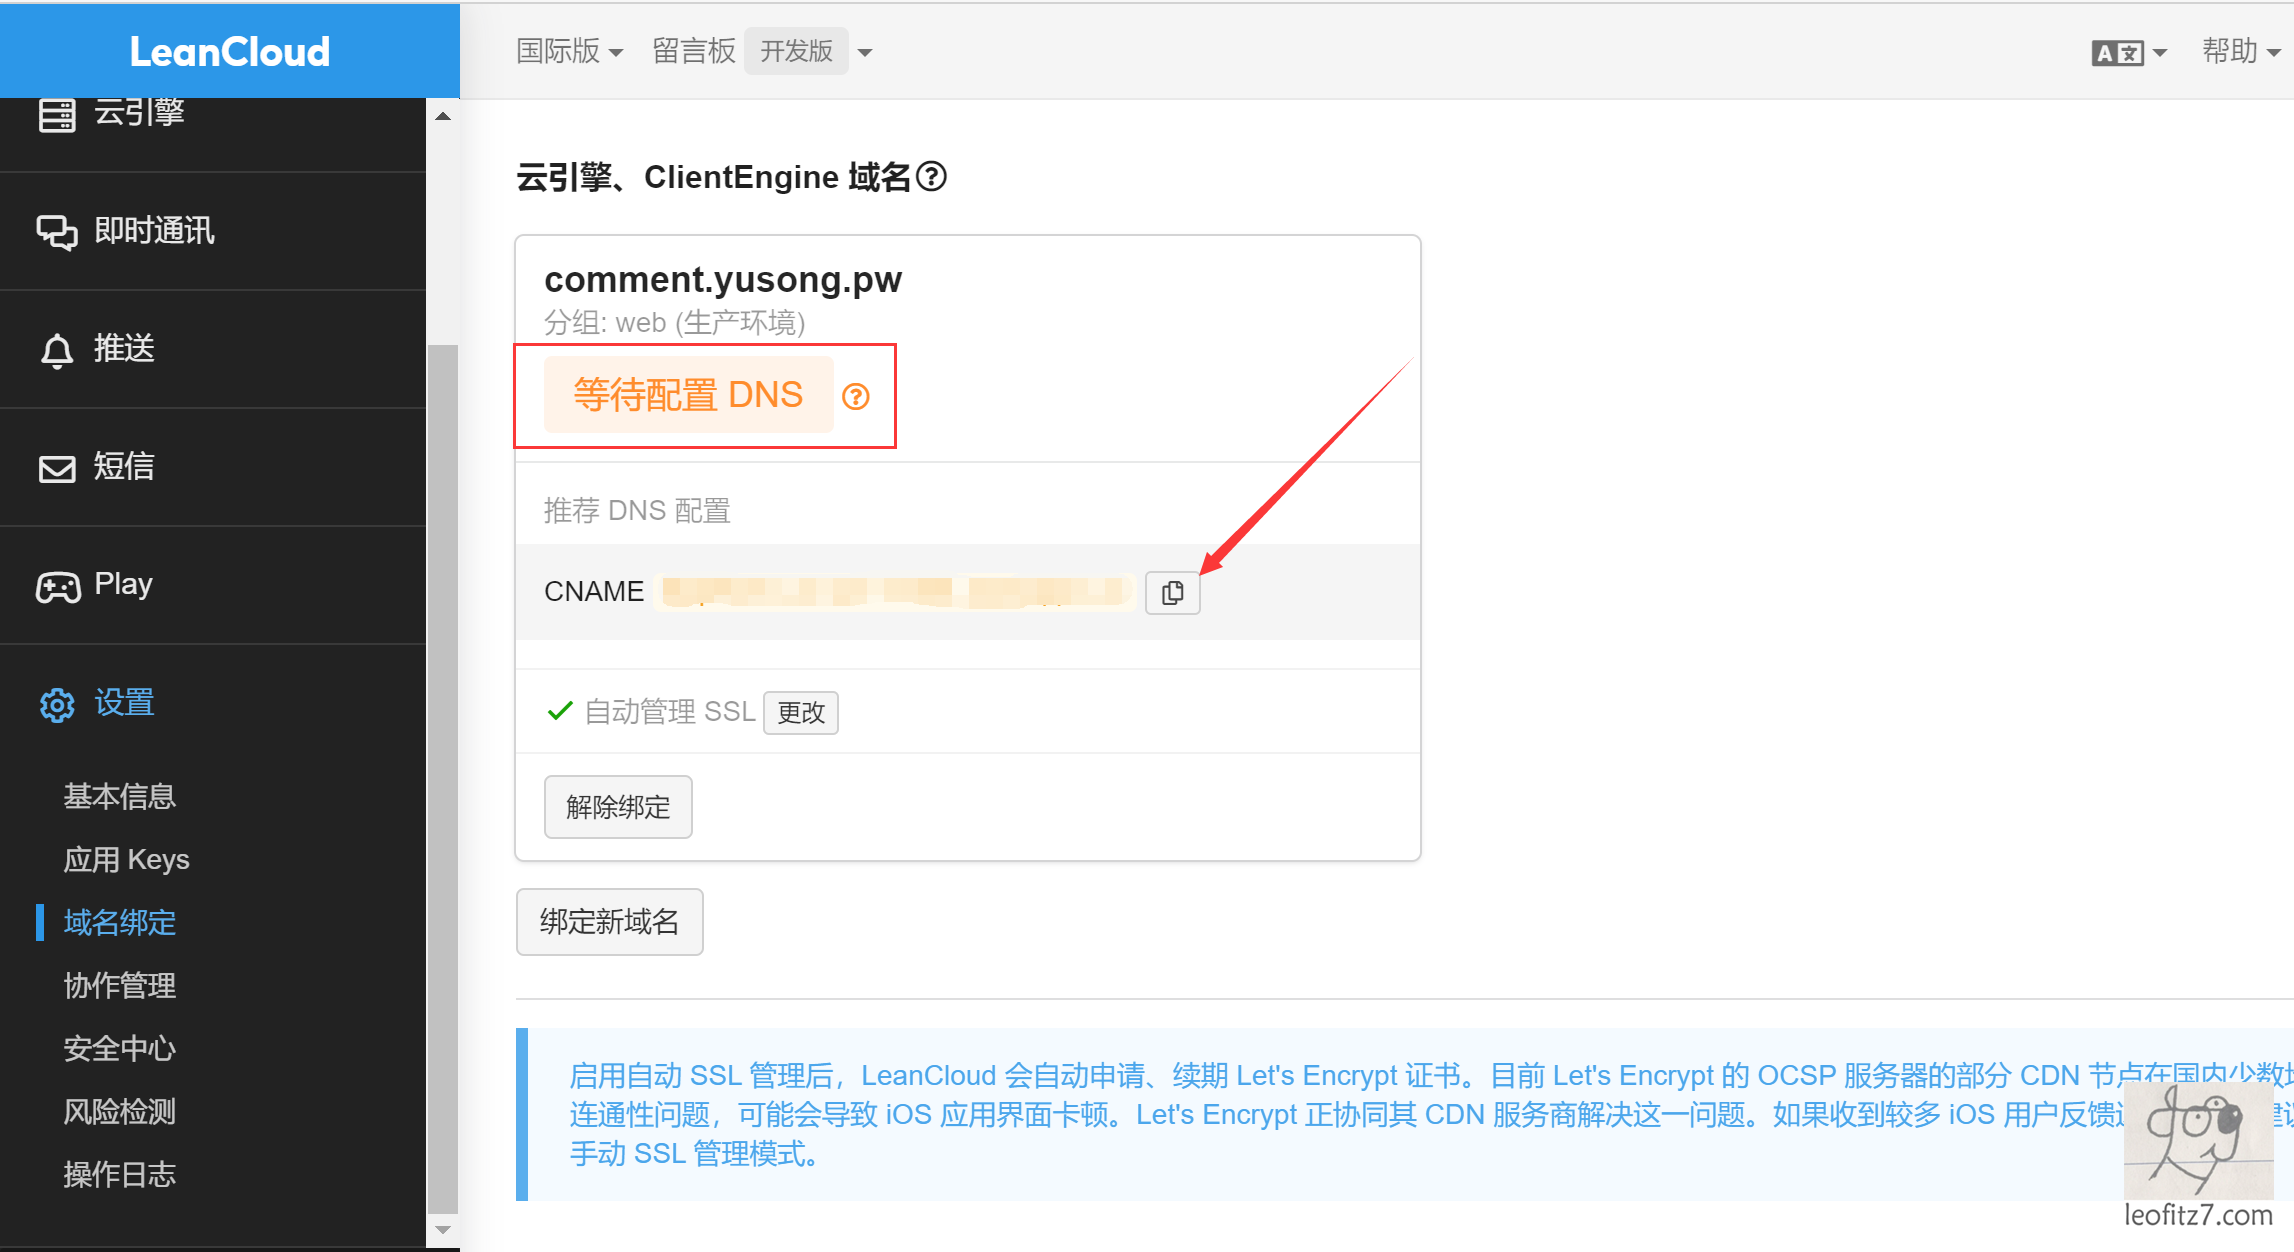 LeanCloud
国际版
留言板
开发版
帮助
云引擎
即时通讯
推送
短信
Play
设置
基本信息
应用 Keys
域名绑定
协作管理
安全中心
风险检测
操作日志
云引擎、ClientEngine 域名
comment.yusong.pw
分组: web (生产环境)
等待配置 DNS
推荐 DNS 配置
CNAME
自动管理 SSL 更改
解除绑定
绑定新域名
启用自动 SSL 管理后，LeanCloud 会自动申请、续期 Let's Encrypt 证书。目前 Let's Encrypt 的 OCSP 服务器的部分 CDN 节点在国内少数
连通性问题，可能会导致 iOS 应用界面卡顿。Let's Encrypt 正协同其 CDN 服务商解决这一问题。如果收到较多 iOS 用户反馈
手动 SSL 管理模式。
leofitz7.com